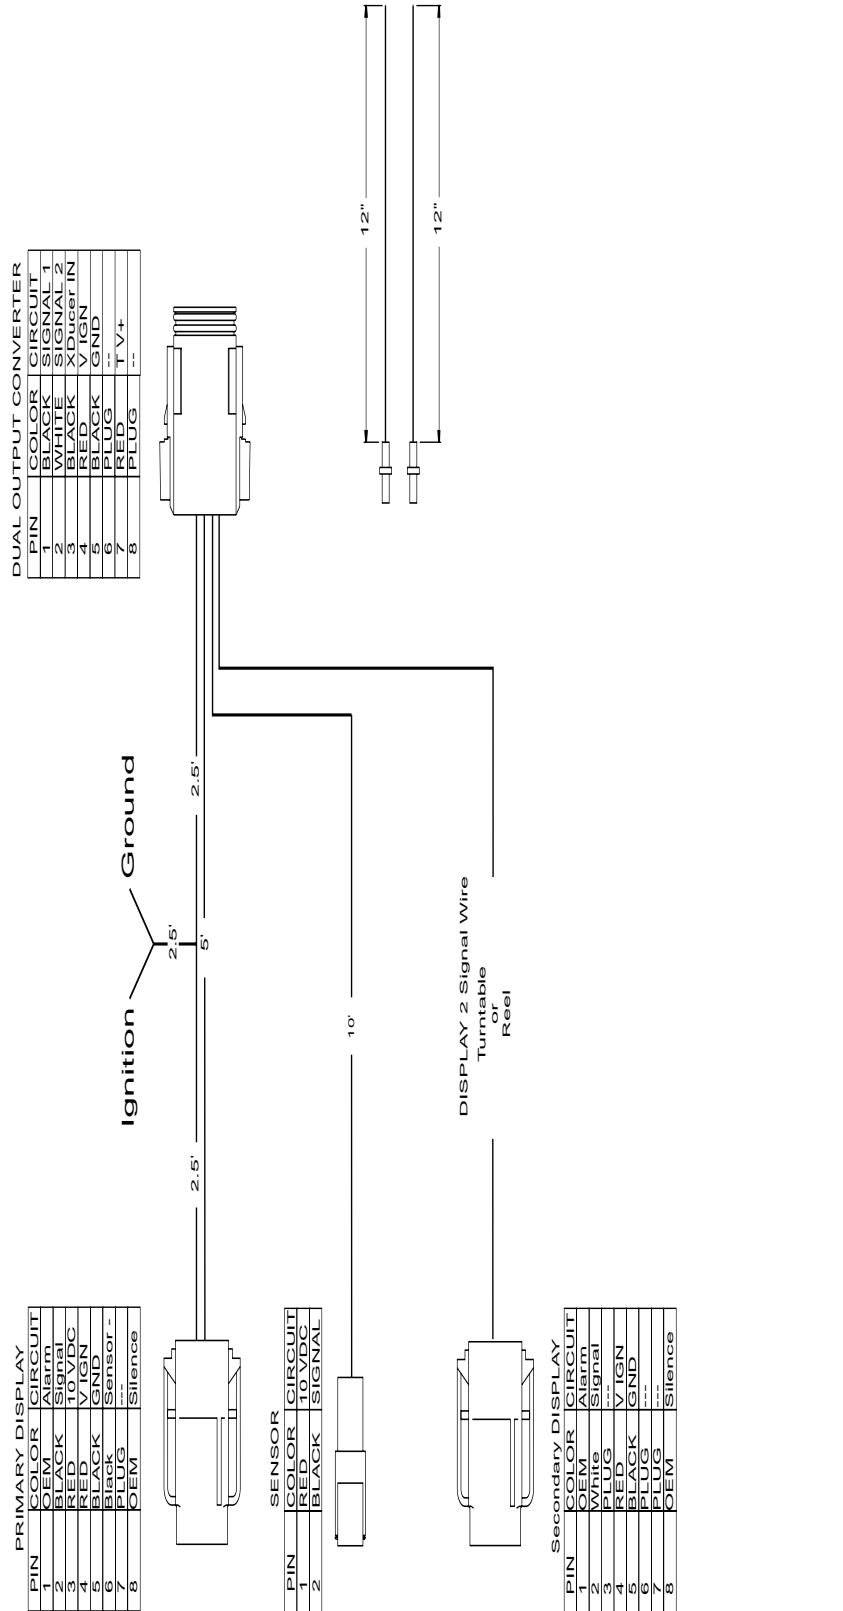 PRIMARY DISPLAY
PIN COLOR CIRCUIT
1 OEM Alarm
2 BLACK Signal
3 RED 10 VDC
4 RED V IGN
5 BLACK GND
6 Black Sensor -
7 PLUG ---
8 OEM Silence
DUAL OUTPUT CONVERTER
PIN COLOR CIRCUIT
1 BLACK SIGNAL 1
2 WHITE SIGNAL 2
3 BLACK XDucer IN
4 RED V IGN
5 BLACK GND
6 PLUG --
7 RED T V+
8 PLUG --
Ignition
Ground
2.5'
2.5'
2.5'
5'
SENSOR
PIN COLOR CIRCUIT
1 RED 10 VDC
2 BLACK SIGNAL
10'
12"
12"
DISPLAY 2 Signal Wire
Turntable
or
Reel
Secondary DISPLAY
PIN COLOR CIRCUIT
1 OEM Alarm
2 White Signal
3 PLUG ---
4 RED V IGN
5 BLACK GND
6 PLUG ---
7 PLUG ---
8 OEM Silence